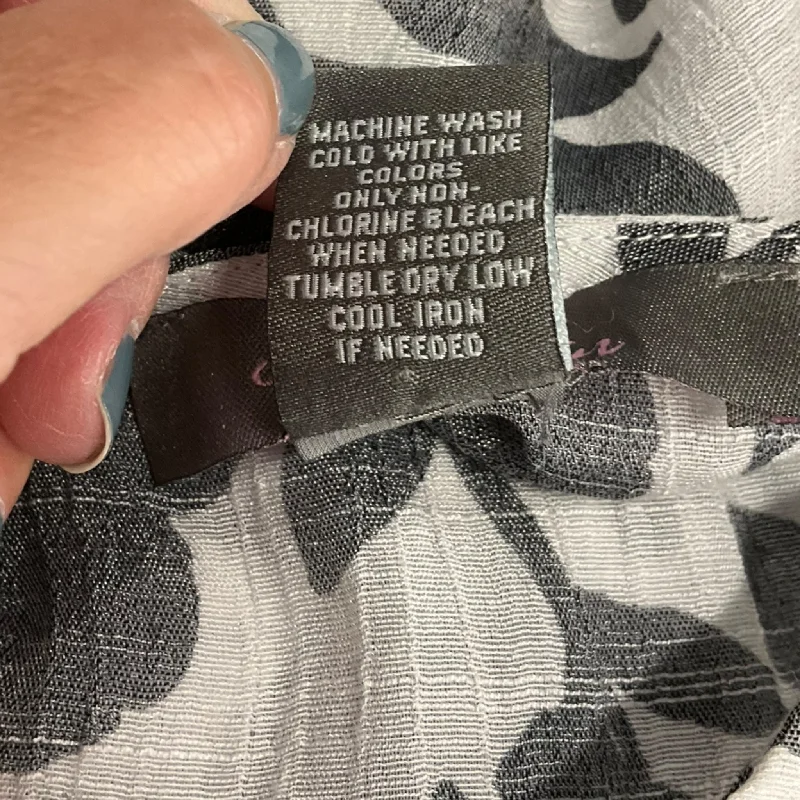 MACHINE WASH
COLD WITH LIKE
COLORS
ONLY NON-
CHLORINE BLEACH
WHEN NEEDED
TUMBLE DRY LOW
COOL IRON
IF NEEDED